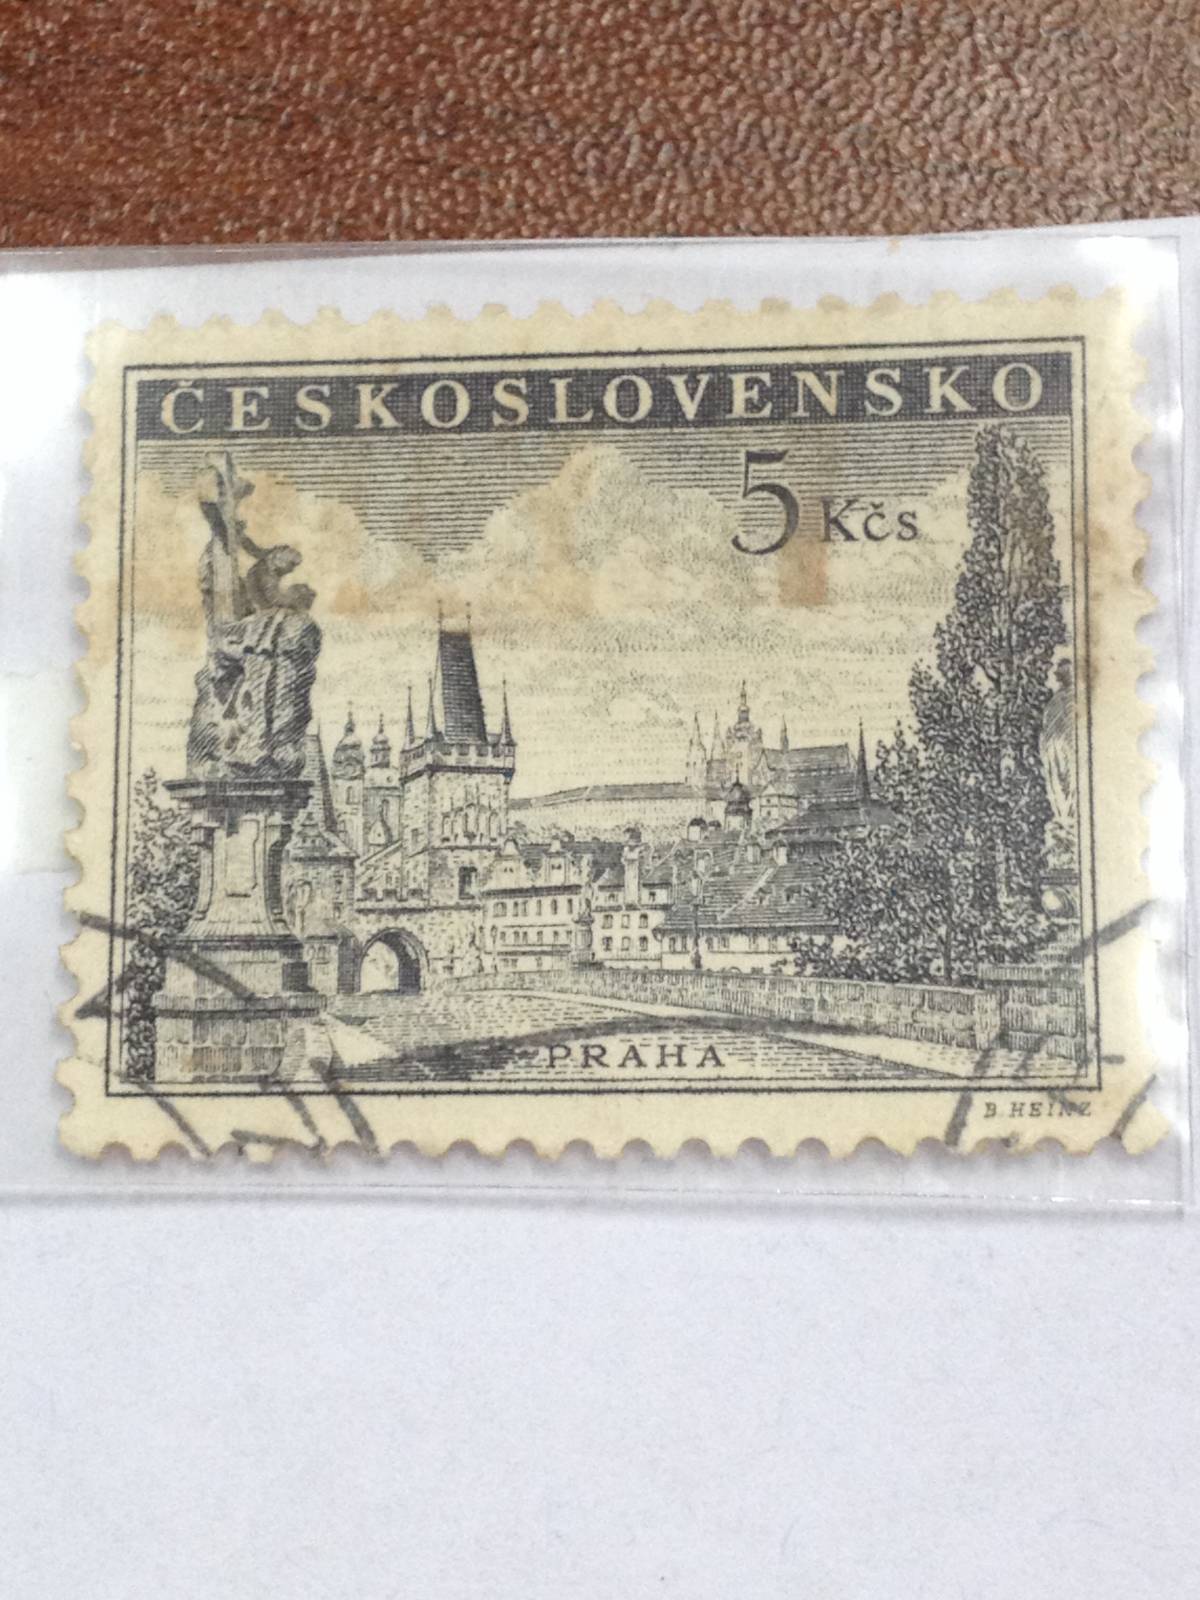 ČESKOSLOVENSKO
5 Kčs
PRAHA
B. HEINZ